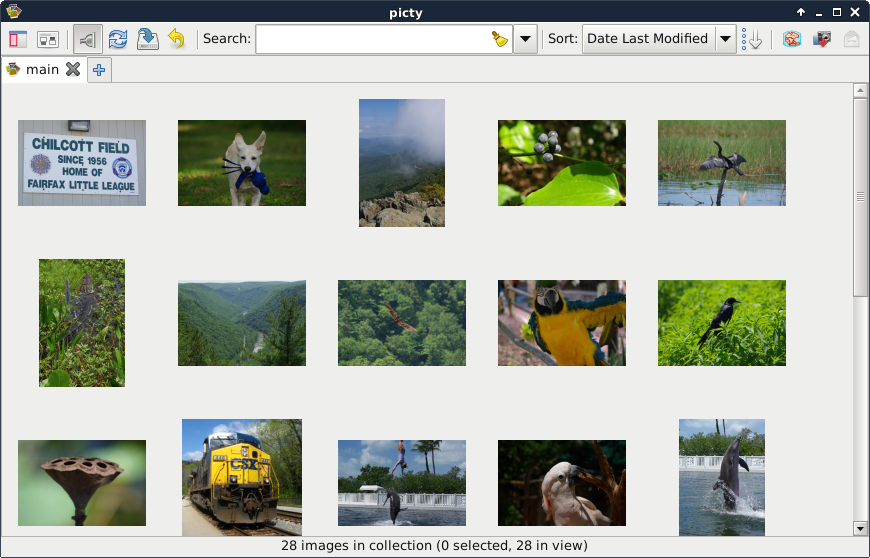 picty
Search:
Sort: Date Last Modified
main
CHILCOTT FIELD
SINCE 1956
HOME OF
FAIRFAX LITTLE LEAGUE
CSX
28 images in collection (0 selected, 28 in view)